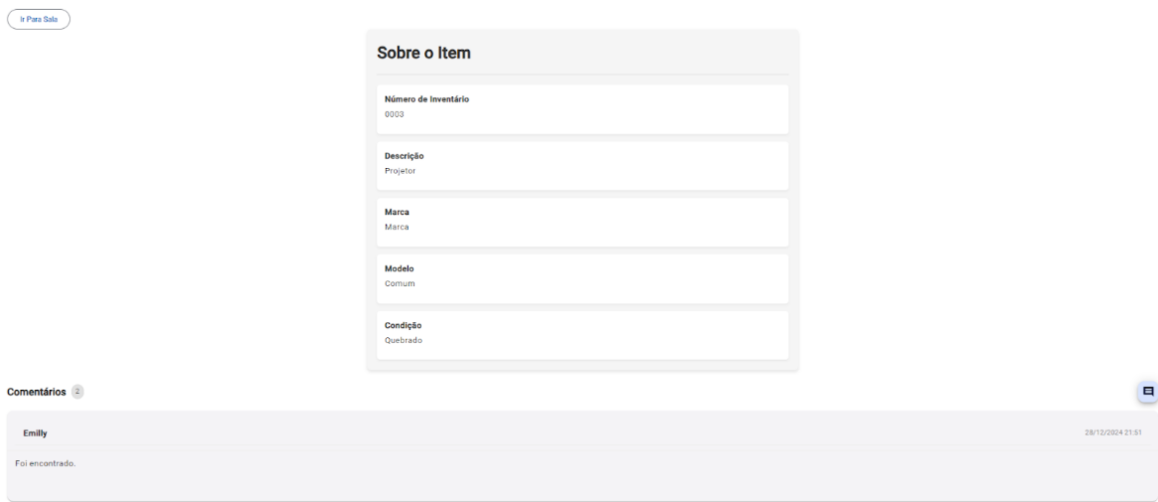 Ir Para Sala
Sobre o Item
Número de Inventário
0003
Descrição
Projetor
Marca
Marca
Modelo
Comum
Condição
Quebrado
Comentários 2
Emilly 28/12/2024 21:51
Foi encontrado.